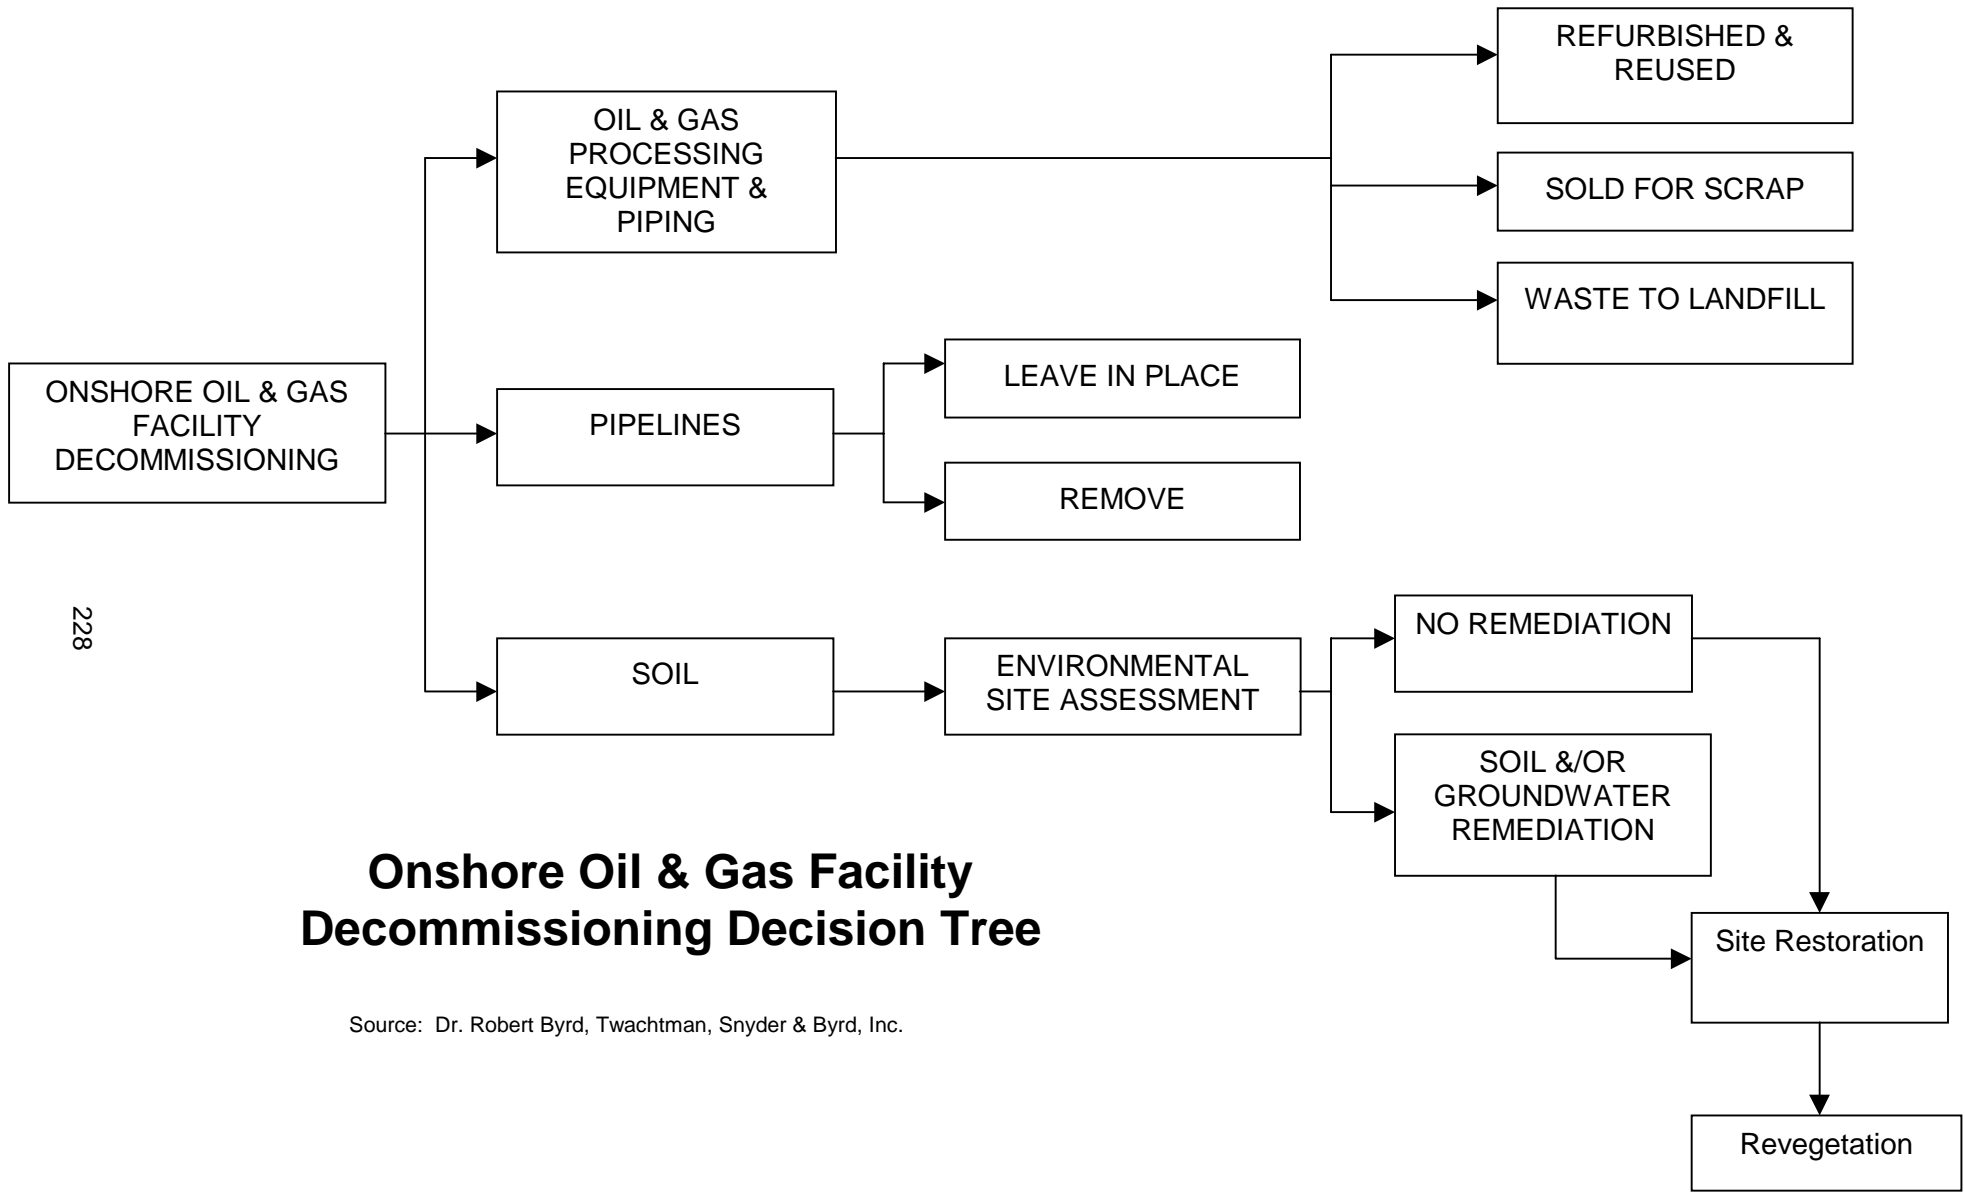 REFURBISHED &
REUSED
OIL & GAS
PROCESSING
EQUIPMENT &
PIPING
SOLD FOR SCRAP
WASTE TO LANDFILL
ONSHORE OIL & GAS
FACILITY
DECOMMISSIONING
PIPELINES
LEAVE IN PLACE
REMOVE
228
SOIL
ENVIRONMENTAL
SITE ASSESSMENT
NO REMEDIATION
SOIL &/OR
GROUNDWATER
REMEDIATION
Onshore Oil & Gas Facility
Decommissioning Decision Tree
Site Restoration
Source: Dr. Robert Byrd, Twachtman, Snyder & Byrd, Inc.
Revegetation